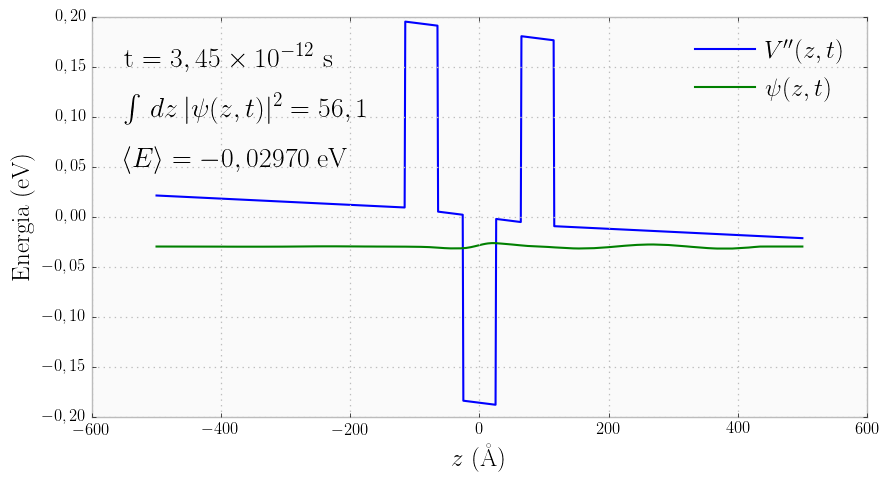 t = 3,45 × 10⁻¹² s
∫ dz |ψ(z,t)|² = 56,1
⟨E⟩ = −0,02970 eV
V″(z,t)
ψ(z,t)
Energia (eV)
0,20
0,15
0,10
0,05
0,00
−0,05
−0,10
−0,15
−0,20
−600 −400 −200 0 200 400 600
z (Å)